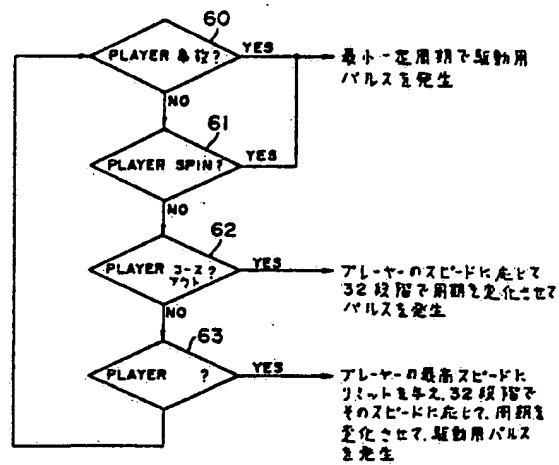 60
PLAYER 事故?
YES
最小一定周期で駆動用
パルスを発生
NO
61
PLAYER SPIN?
YES
NO
62
PLAYER コースアウト?
YES
プレーヤーのスピードに応じて
32段階で周期を変化させて
パルスを発生
NO
63
PLAYER ?
YES
プレーヤーの最高スピードに
リミットを与え、32段階で
そのスピードに応じて、周期を
変化させて、駆動用パルス
を発生